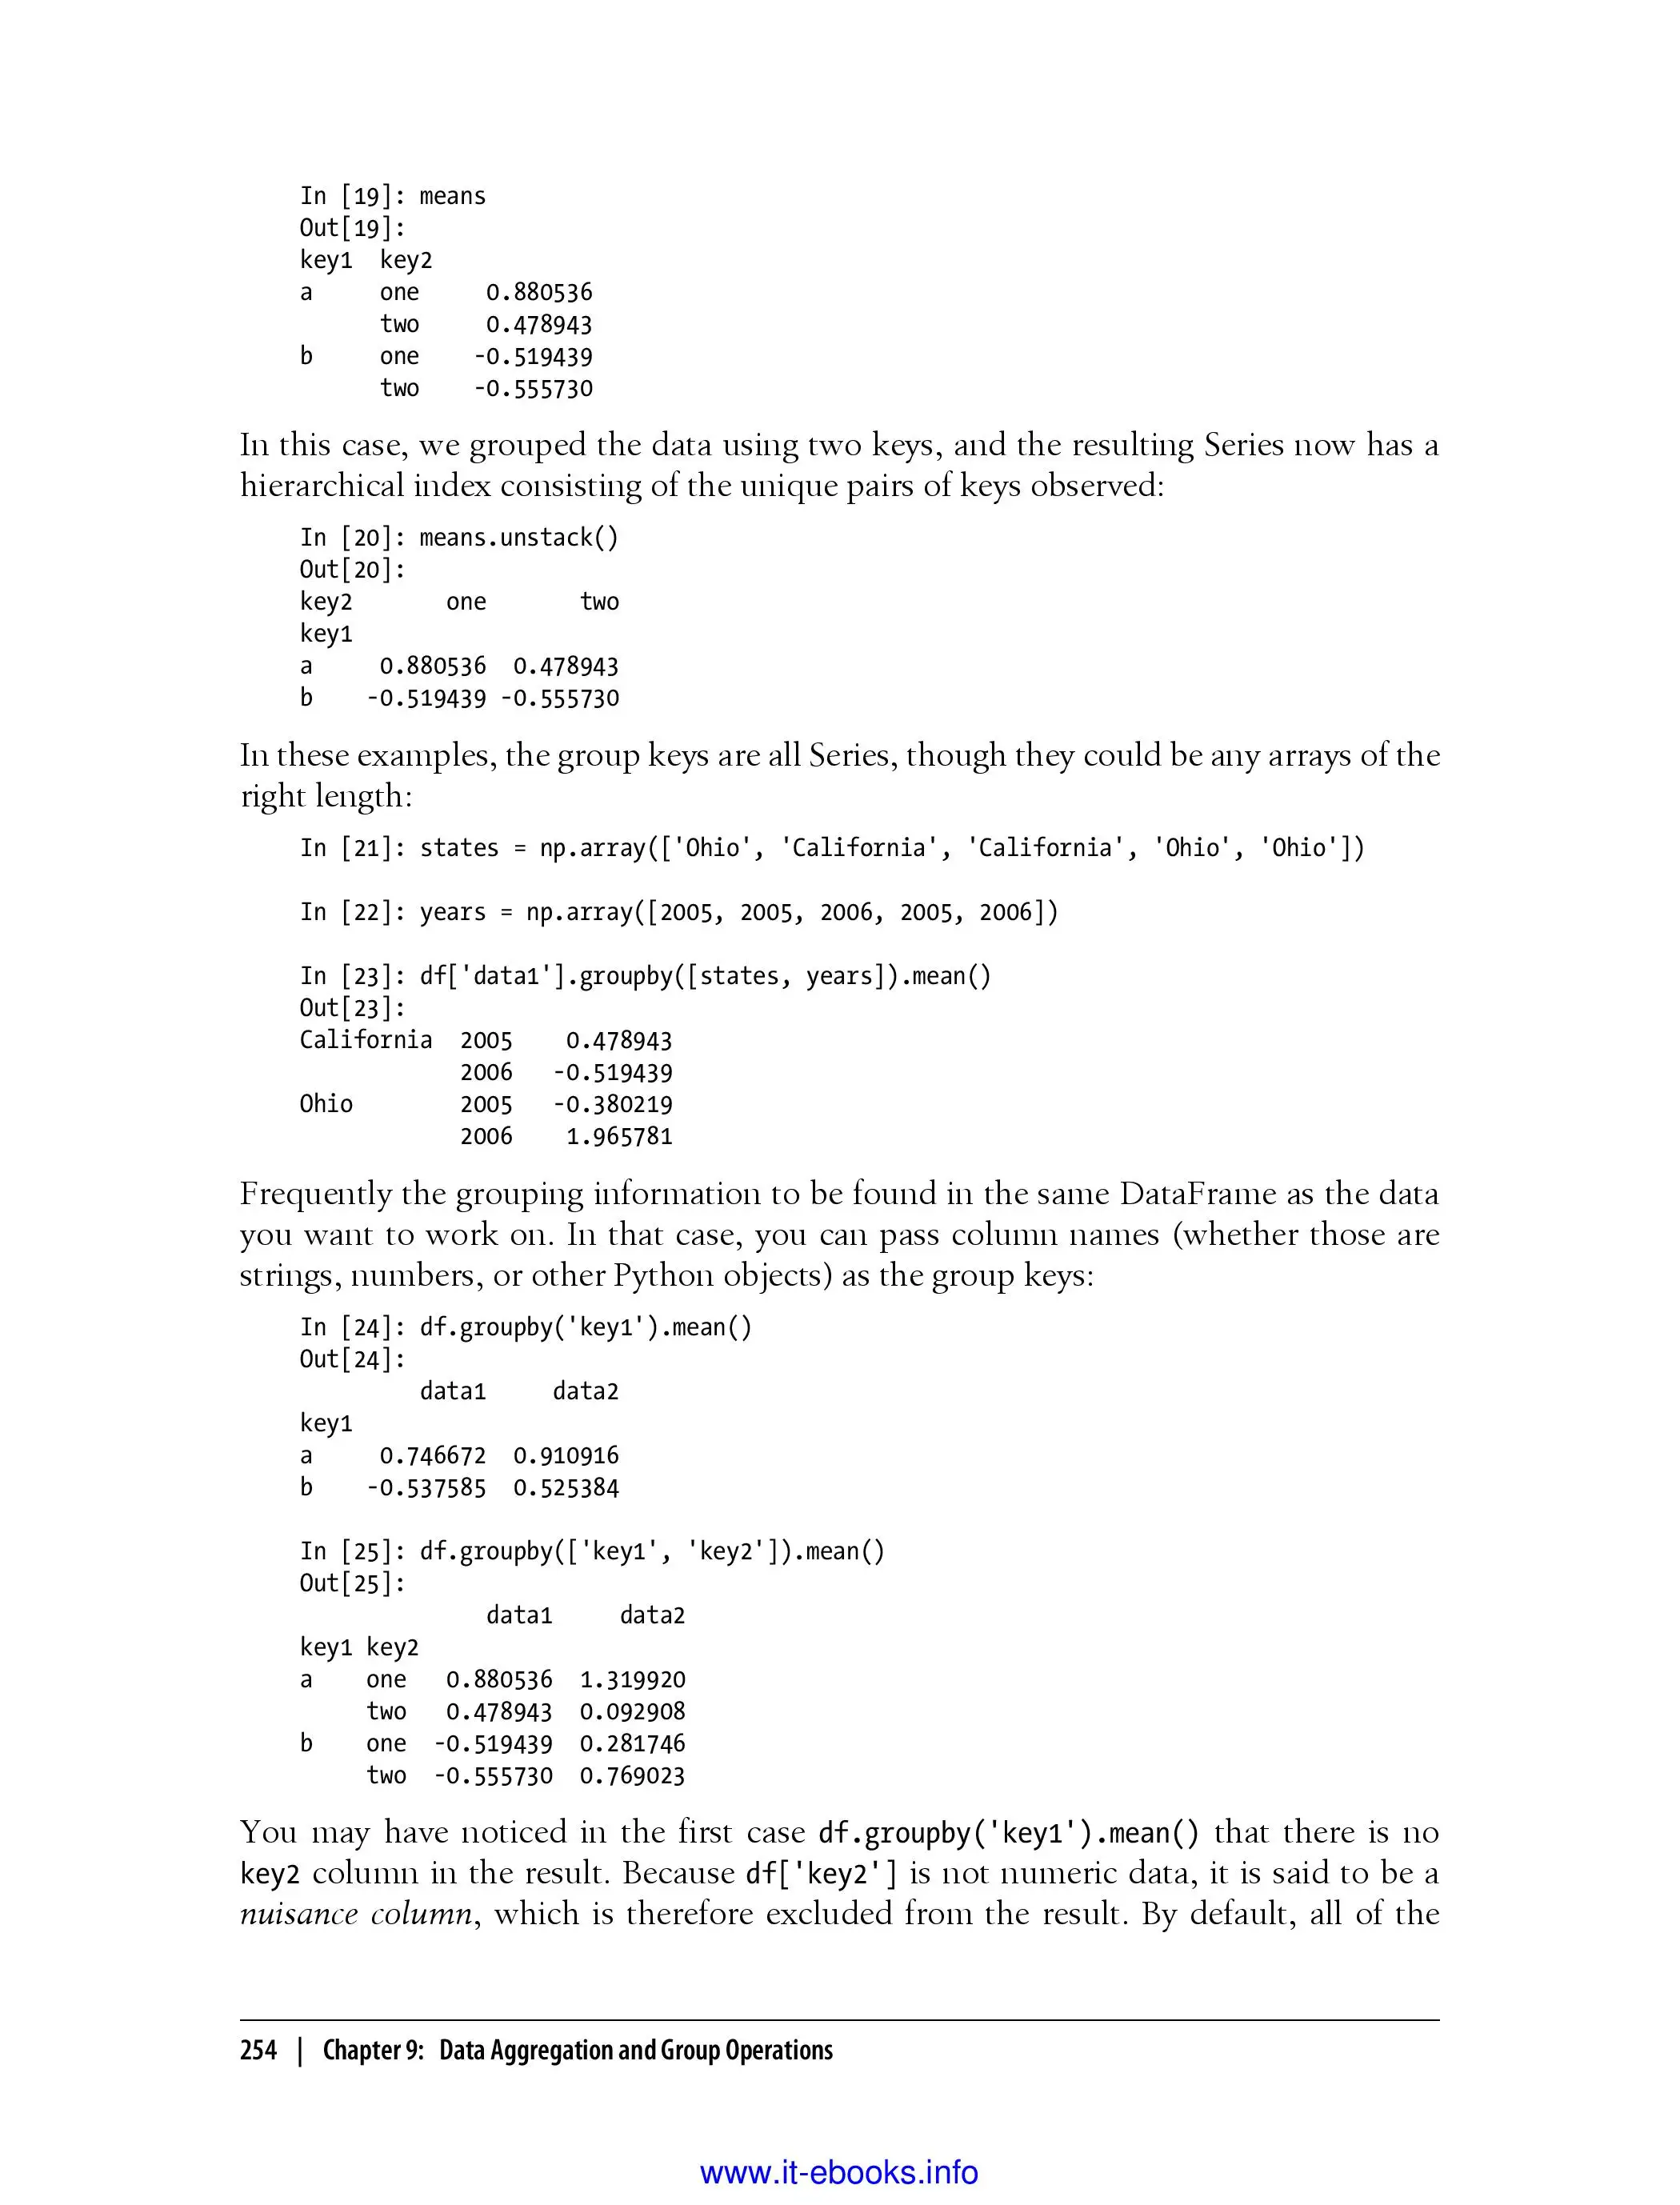 In [19]: means
Out[19]:
key1  key2
a     one     0.880536
      two     0.478943
b     one    -0.519439
      two    -0.555730
In this case, we grouped the data using two keys, and the resulting Series now has a
hierarchical index consisting of the unique pairs of keys observed:
In [20]: means.unstack()
Out[20]:
key2       one       two
key1
a     0.880536  0.478943
b    -0.519439 -0.555730
In these examples, the group keys are all Series, though they could be any arrays of the
right length:
In [21]: states = np.array(['Ohio', 'California', 'California', 'Ohio', 'Ohio'])
In [22]: years = np.array([2005, 2005, 2006, 2005, 2006])
In [23]: df['data1'].groupby([states, years]).mean()
Out[23]:
California  2005    0.478943
            2006   -0.519439
Ohio        2005   -0.380219
            2006    1.965781
Frequently the grouping information to be found in the same DataFrame as the data
you want to work on. In that case, you can pass column names (whether those are
strings, numbers, or other Python objects) as the group keys:
In [24]: df.groupby('key1').mean()
Out[24]:
         data1     data2
key1
a     0.746672  0.910916
b    -0.537585  0.525384
In [25]: df.groupby(['key1', 'key2']).mean()
Out[25]:
              data1     data2
key1 key2
a    one   0.880536  1.319920
     two   0.478943  0.092908
b    one  -0.519439  0.281746
     two  -0.555730  0.769023
You may have noticed in the first case df.groupby('key1').mean() that there is no
key2 column in the result. Because df['key2'] is not numeric data, it is said to be a
nuisance column, which is therefore excluded from the result. By default, all of the
254 | Chapter 9: Data Aggregation and Group Operations
www.it-ebooks.info